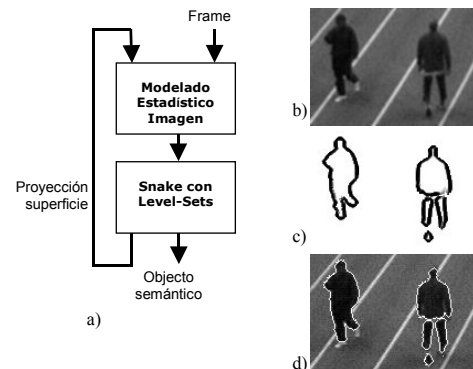 Frame
Modelado
Estadístico
Imagen
Proyección
superficie
Snake con
Level-Sets
Objecto
semántico
a)
b)
c)
d)